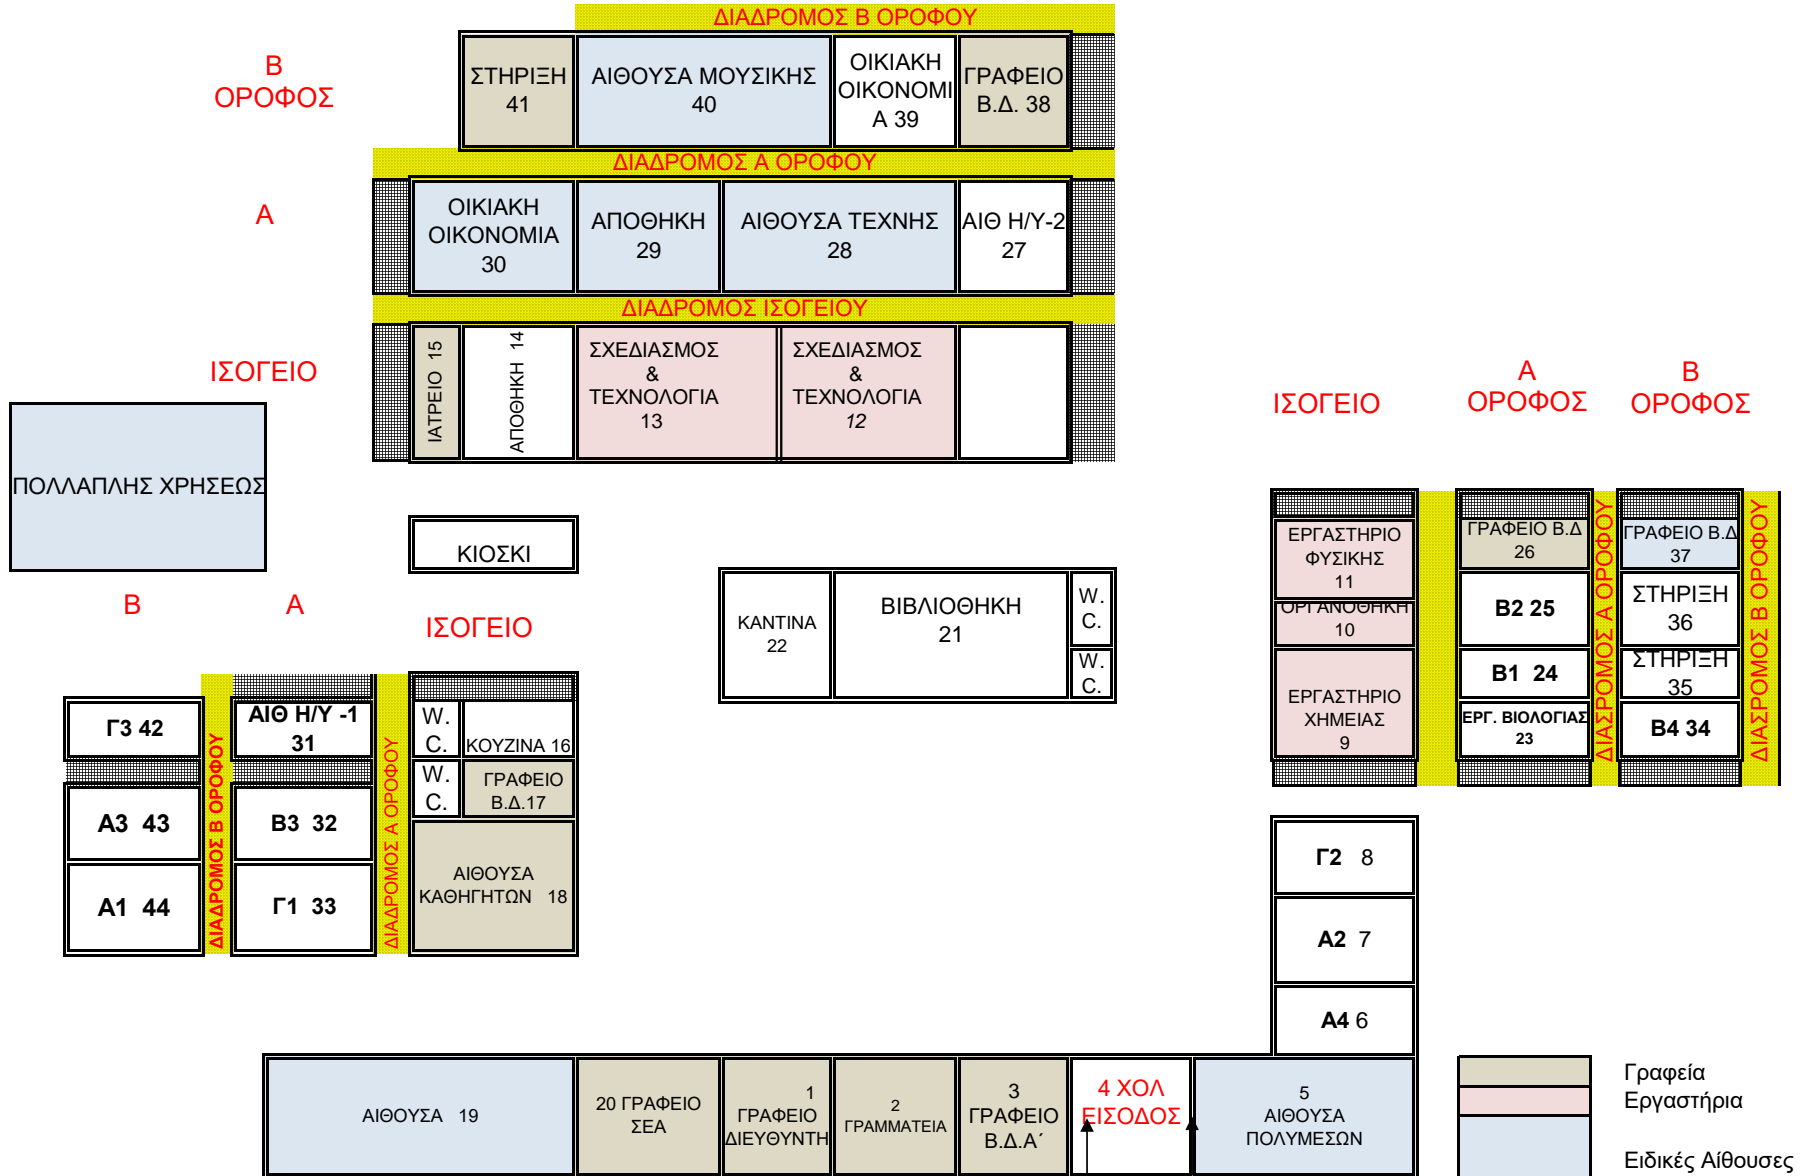 ΔΙΑΔΡΟΜΟΣ Β ΟΡΟΦΟΥ
Β
ΟΡΟΦΟΣ
ΣΤΗΡΙΞΗ
41
ΑΙΘΟΥΣΑ ΜΟΥΣΙΚΗΣ
40
ΟΙΚΙΑΚΗ
ΟΙΚΟΝΟΜΙ
Α 39
ΓΡΑΦΕΙΟ
Β.Δ. 38
ΔΙΑΔΡΟΜΟΣ Α ΟΡΟΦΟΥ
Α
ΟΙΚΙΑΚΗ
ΟΙΚΟΝΟΜΙΑ
30
ΑΠΟΘΗΚΗ
29
ΑΙΘΟΥΣΑ ΤΕΧΝΗΣ
28
ΑΙΘ Η/Υ-2
27
ΔΙΑΔΡΟΜΟΣ ΙΣΟΓΕΙΟΥ
ΙΣΟΓΕΙΟ
ΙΑΤΡΕΙΟ 15
ΑΠΟΘΗΚΗ 14
ΣΧΕΔΙΑΣΜΟΣ
&
ΤΕΧΝΟΛΟΓΙΑ
13
ΣΧΕΔΙΑΣΜΟΣ
&
ΤΕΧΝΟΛΟΓΙΑ
12
ΠΟΛΛΑΠΛΗΣ ΧΡΗΣΕΩΣ
ΚΙΟΣΚΙ
ΚΑΝΤΙΝΑ
22
ΒΙΒΛΙΟΘΗΚΗ
21
W.
C.
W.
C.
ΙΣΟΓΕΙΟ
Α
ΟΡΟΦΟΣ
Β
ΟΡΟΦΟΣ
ΕΡΓΑΣΤΗΡΙΟ
ΦΥΣΙΚΗΣ
11
ΟΡΓΑΝΟΘΗΚΗ
10
ΕΡΓΑΣΤΗΡΙΟ
ΧΗΜΕΙΑΣ
9
ΓΡΑΦΕΙΟ Β.Δ
26
Β2 25
Β1 24
ΕΡΓ. ΒΙΟΛΟΓΙΑΣ
23
ΔΙΑΣΡΟΜΟΣ Α ΟΡΟΦΟΥ
ΓΡΑΦΕΙΟ Β.Δ
37
ΣΤΗΡΙΞΗ
36
ΣΤΗΡΙΞΗ
35
Β4 34
ΔΙΑΣΡΟΜΟΣ Β ΟΡΟΦΟΥ
Β
Α
ΙΣΟΓΕΙΟ
Γ3 42
Α3 43
Α1 44
ΔΙΑΔΡΟΜΟΣ Β ΟΡΟΦΟΥ
ΑΙΘ Η/Υ -1
31
Β3 32
Γ1 33
ΔΙΑΔΡΟΜΟΣ Α ΟΡΟΦΟΥ
W.
C.
ΚΟΥΖΙΝΑ 16
W.
C.
ΓΡΑΦΕΙΟ
Β.Δ.17
ΑΙΘΟΥΣΑ
ΚΑΘΗΓΗΤΩΝ 18
Γ2 8
Α2 7
Α4 6
ΑΙΘΟΥΣΑ 19
20 ΓΡΑΦΕΙΟ
ΣΕΑ
1
ΓΡΑΦΕΙΟ
ΔΙΕΥΘΥΝΤΗ
2
ΓΡΑΜΜΑΤΕΙΑ
3
ΓΡΑΦΕΙΟ
Β.Δ.Α΄
4 ΧΟΛ
ΕΙΣΟΔΟΣ
5
ΑΙΘΟΥΣΑ
ΠΟΛΥΜΕΣΩΝ
Γραφεία
Εργαστήρια
Ειδικές Αίθουσες